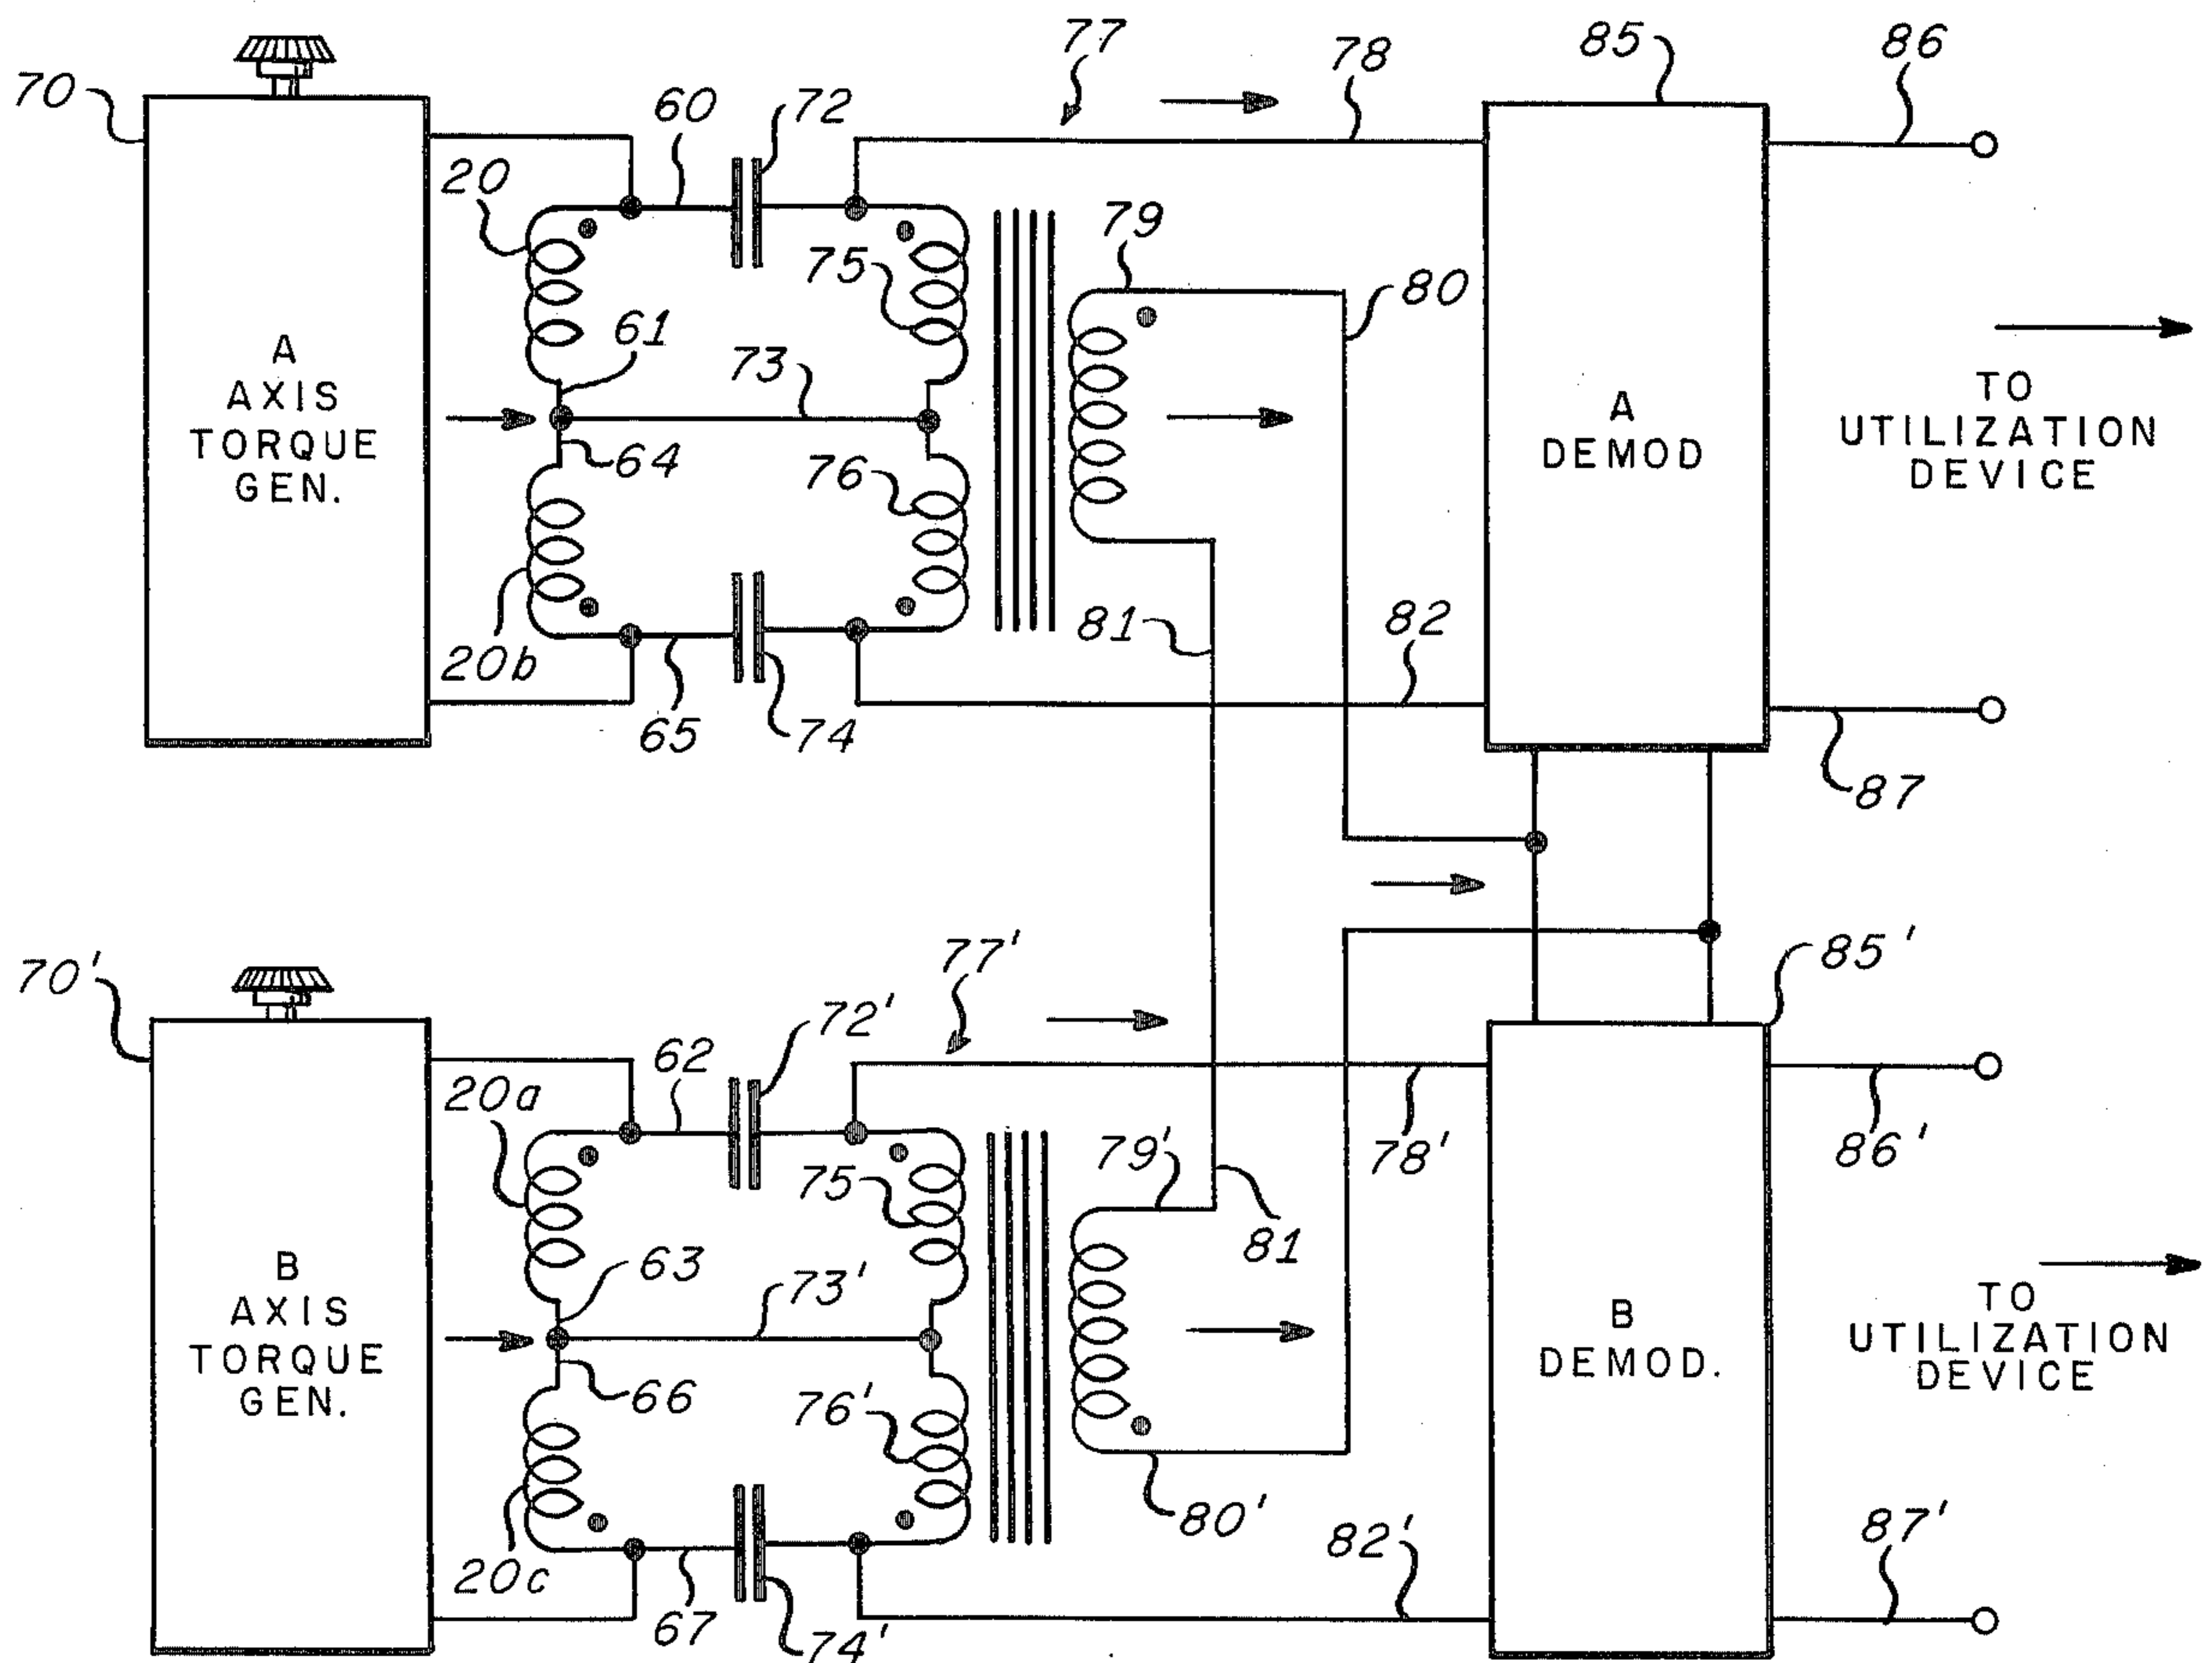 77
78
85
86
70
60
72
20
79
75
80
61
A
AXIS
TORQUE
GEN.
73
A
DEMOD
TO
UTILIZATION
DEVICE
64
76
81
82
20b
65
74
87
77'
85'
70'
72'
62
20a
79'
78'
86'
75
81
63
73'
B
AXIS
TORQUE
GEN.
B
DEMOD.
TO
UTILIZATION
DEVICE
66
76'
80'
82'
87'
20c
67
74'